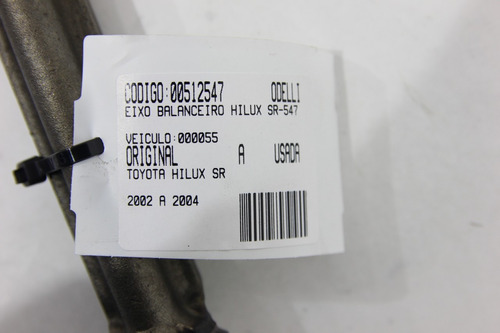 CODIGO:00512547 ODELLI
EIXO BALANCEIRO HILUX SR-547
VEICULO:000055
ORIGINAL A USADA
TOYOTA HILUX SR
2002 A 2004